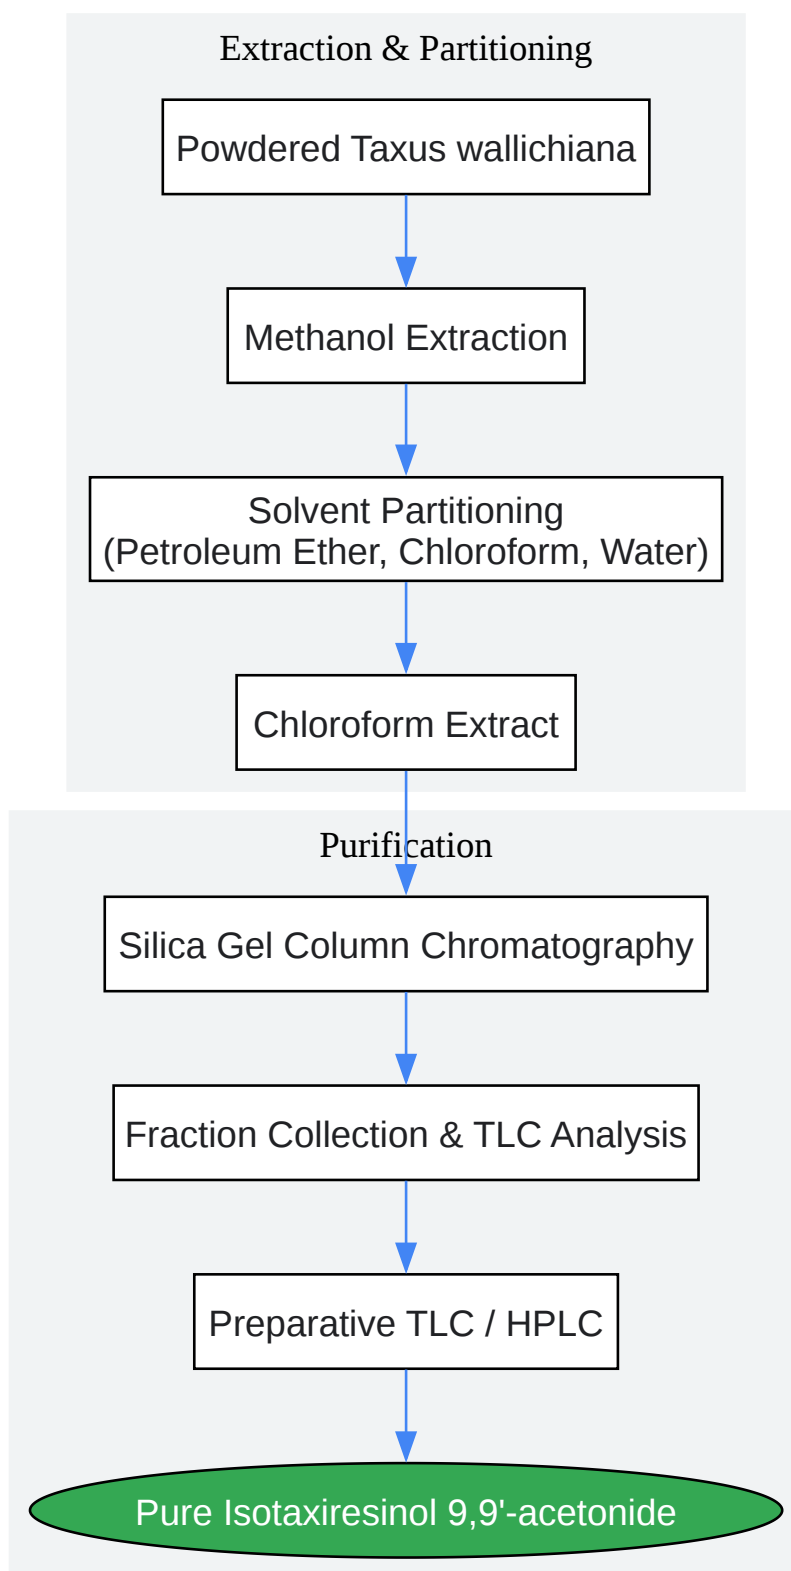 Extraction & Partitioning
Powdered Taxus wallichiana
Methanol Extraction
Solvent Partitioning
(Petroleum Ether, Chloroform, Water)
Chloroform Extract
Purification
Silica Gel Column Chromatography
Fraction Collection & TLC Analysis
Preparative TLC / HPLC
Pure Isotaxiresinol 9,9'-acetonide